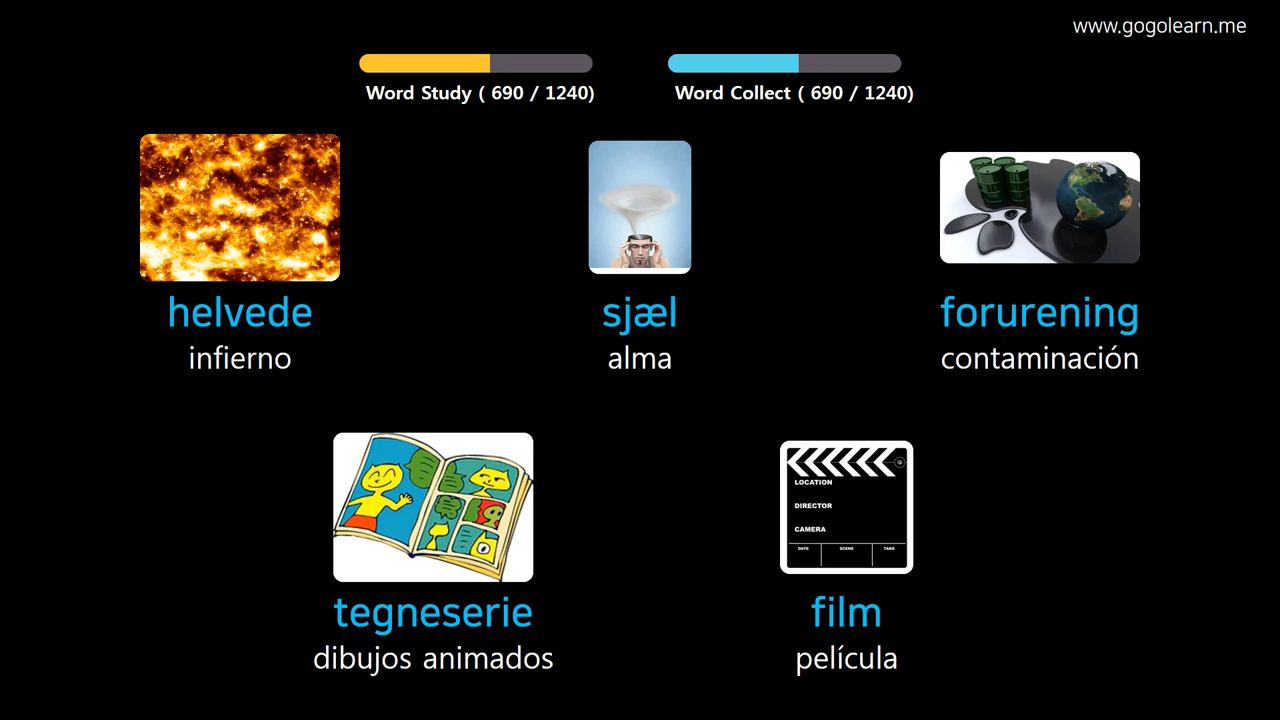 www.gogolearn.me
Word Study ( 690 / 1240)
Word Collect ( 690 / 1240)
helvede
infierno
sjæl
alma
forurening
contaminación
tegneserie
dibujos animados
LOCATION
DIRECTOR
CAMERA
DATE SCENE TAKE
film
película